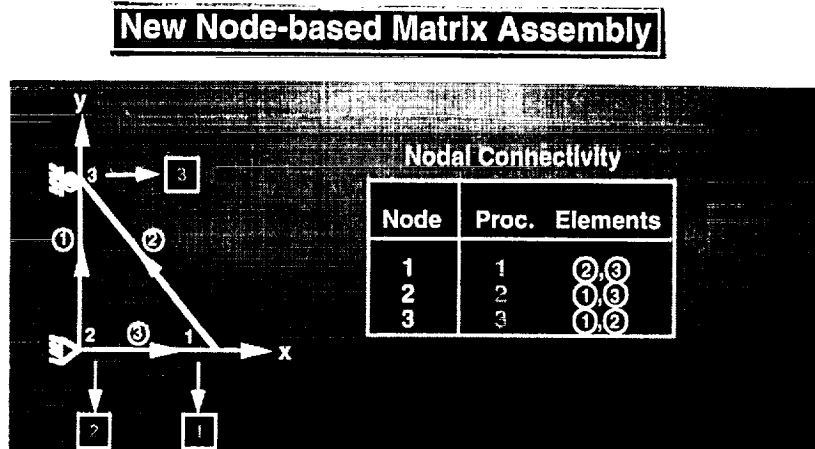 New Node-based Matrix Assembly
y
Nodal Connectivity
3 3
Node Proc. Elements
1 2
1 1 2,3
2 2 1,3
3 3 1,2
2 3 1
x
2 1